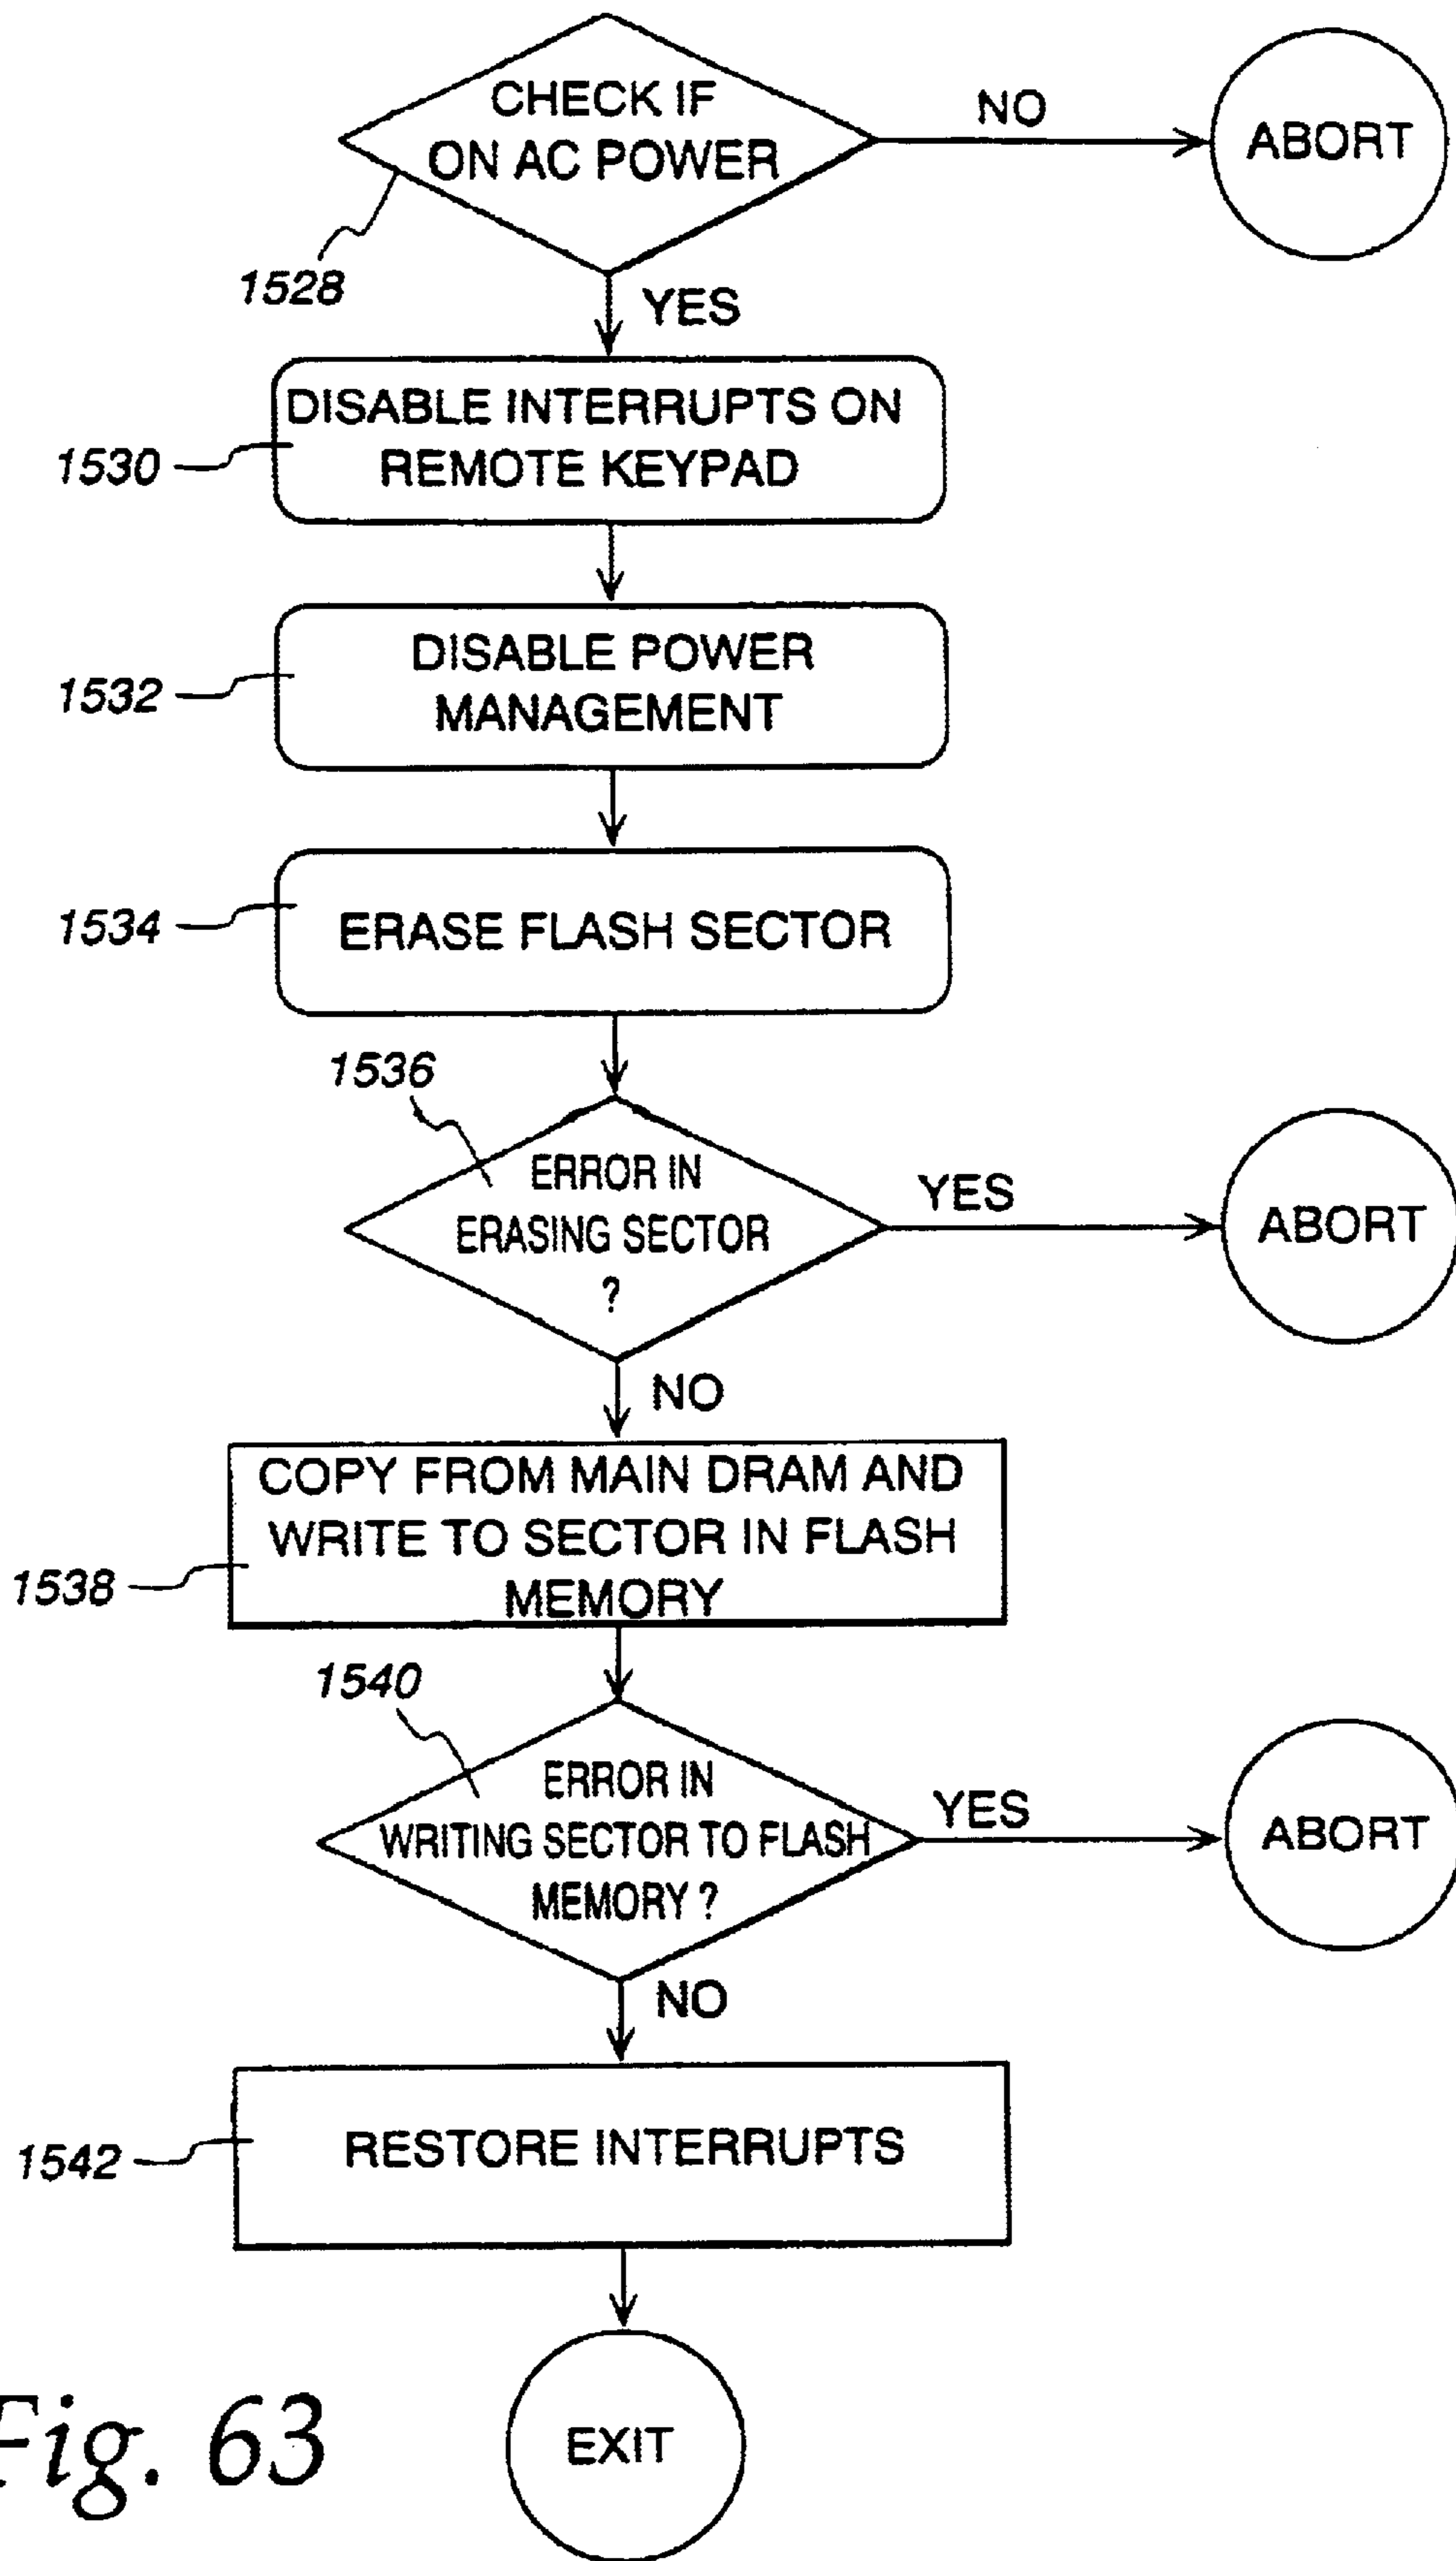 CHECK IF
ON AC POWER
NO
ABORT
1528
YES
DISABLE INTERRUPTS ON
REMOTE KEYPAD
1530
DISABLE POWER
MANAGEMENT
1532
ERASE FLASH SECTOR
1534
1536
ERROR IN
ERASING SECTOR
?
YES
ABORT
NO
COPY FROM MAIN DRAM AND
WRITE TO SECTOR IN FLASH
MEMORY
1538
1540
ERROR IN
WRITING SECTOR TO FLASH
MEMORY ?
YES
ABORT
NO
RESTORE INTERRUPTS
1542
EXIT
Fig. 63